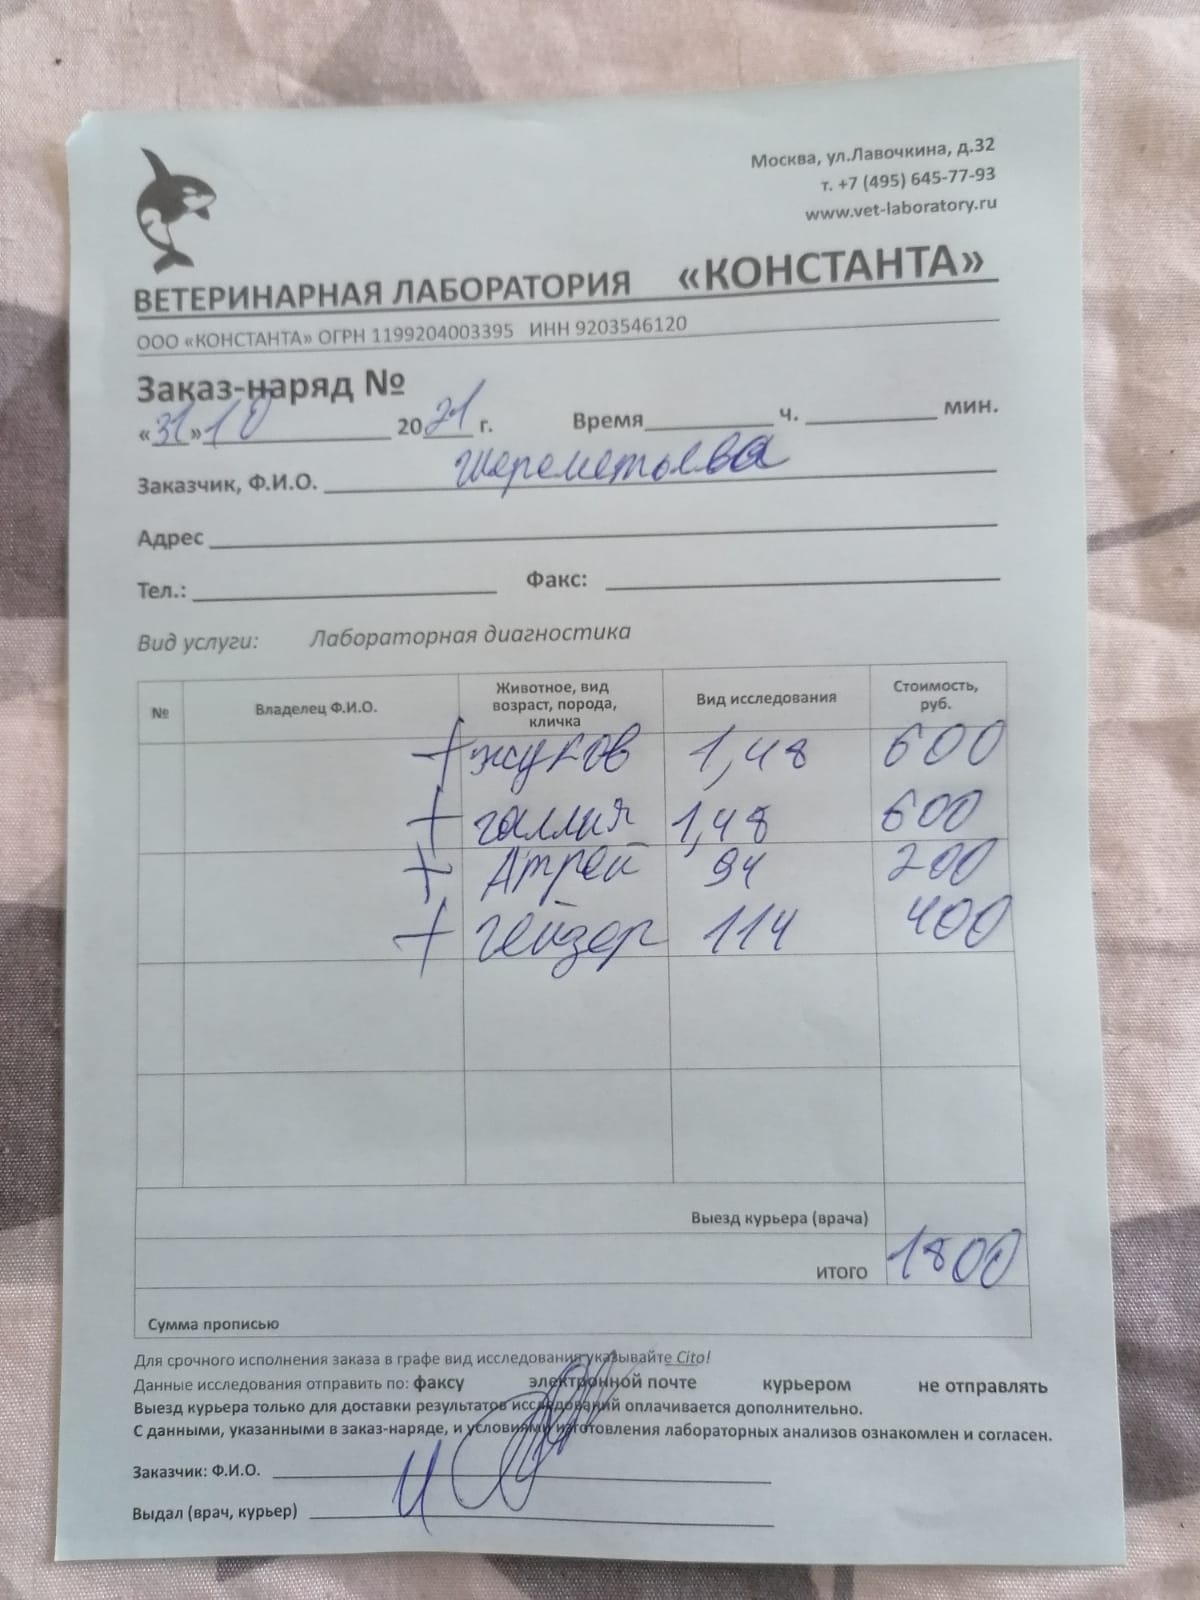 Москва, ул.Лавочкина, д.32
т. +7 (495) 645-77-93
www.vet-laboratory.ru
ВЕТЕРИНАРНАЯ ЛАБОРАТОРИЯ «КОНСТАНТА»
ООО «КОНСТАНТА» ОГРН 1199204003395 ИНН 9203546120
Заказ-наряд №
«31» 10 2021 г. Время ч. мин.
Заказчик, Ф.И.О. Шереметьева
Адрес
Тел.: Факс:
Вид услуги: Лабораторная диагностика
№ Владелец Ф.И.О. Животное, вид возраст, порода, кличка Вид исследования Стоимость, руб.
+ Жуков 1,48 600
+ Галлия 1,48 600
+ Атрей 94 200
+ Гейзер 114 400
Выезд курьера (врача)
ИТОГО 1800
Сумма прописью
Для срочного исполнения заказа в графе вид исследования указывайте Cito!
Данные исследования отправить по: факсу электронной почте курьером не отправлять
Выезд курьера только для доставки результатов исследований оплачивается дополнительно.
С данными, указанными в заказ-наряде, и условиями изготовления лабораторных анализов ознакомлен и согласен.
Заказчик: Ф.И.О.
Выдал (врач, курьер)